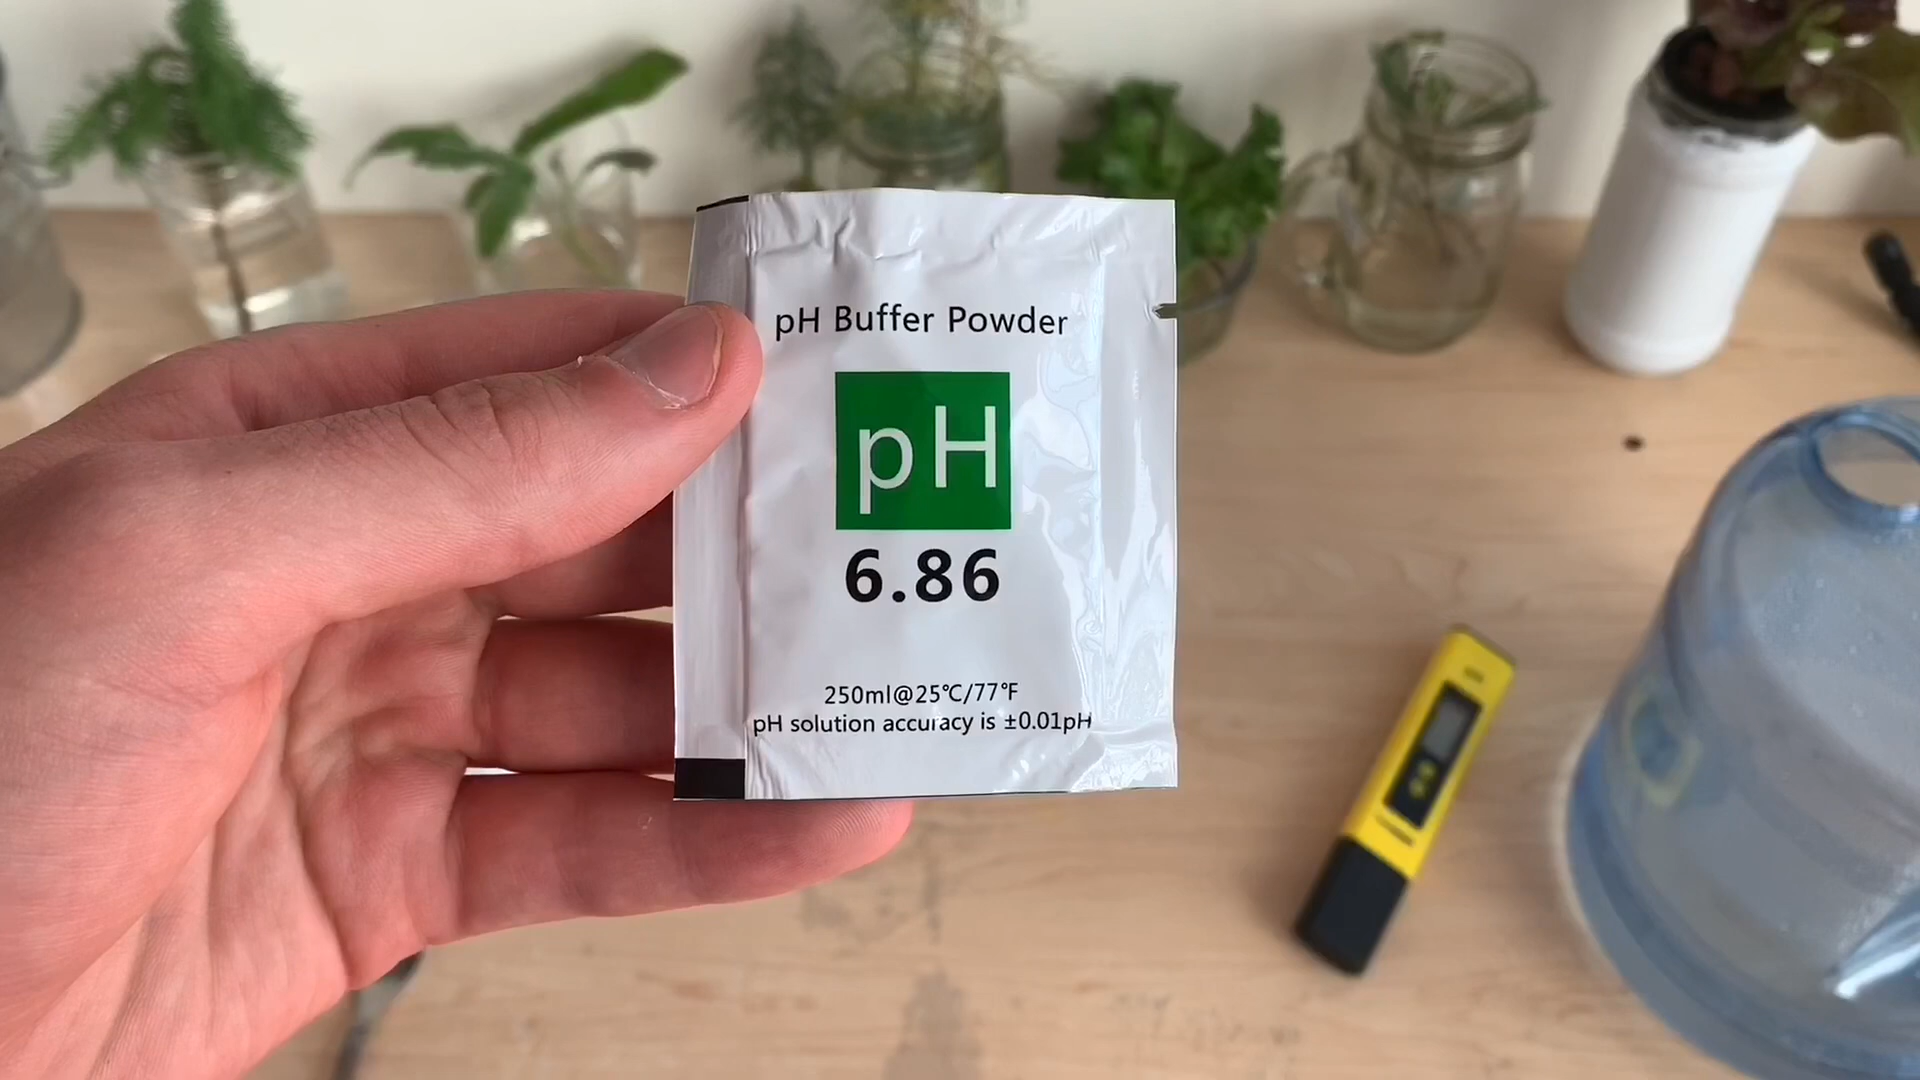 pH Buffer Powder
pH
6.86
250ml@25℃/77℉
pH solution accuracy is ±0.01pH